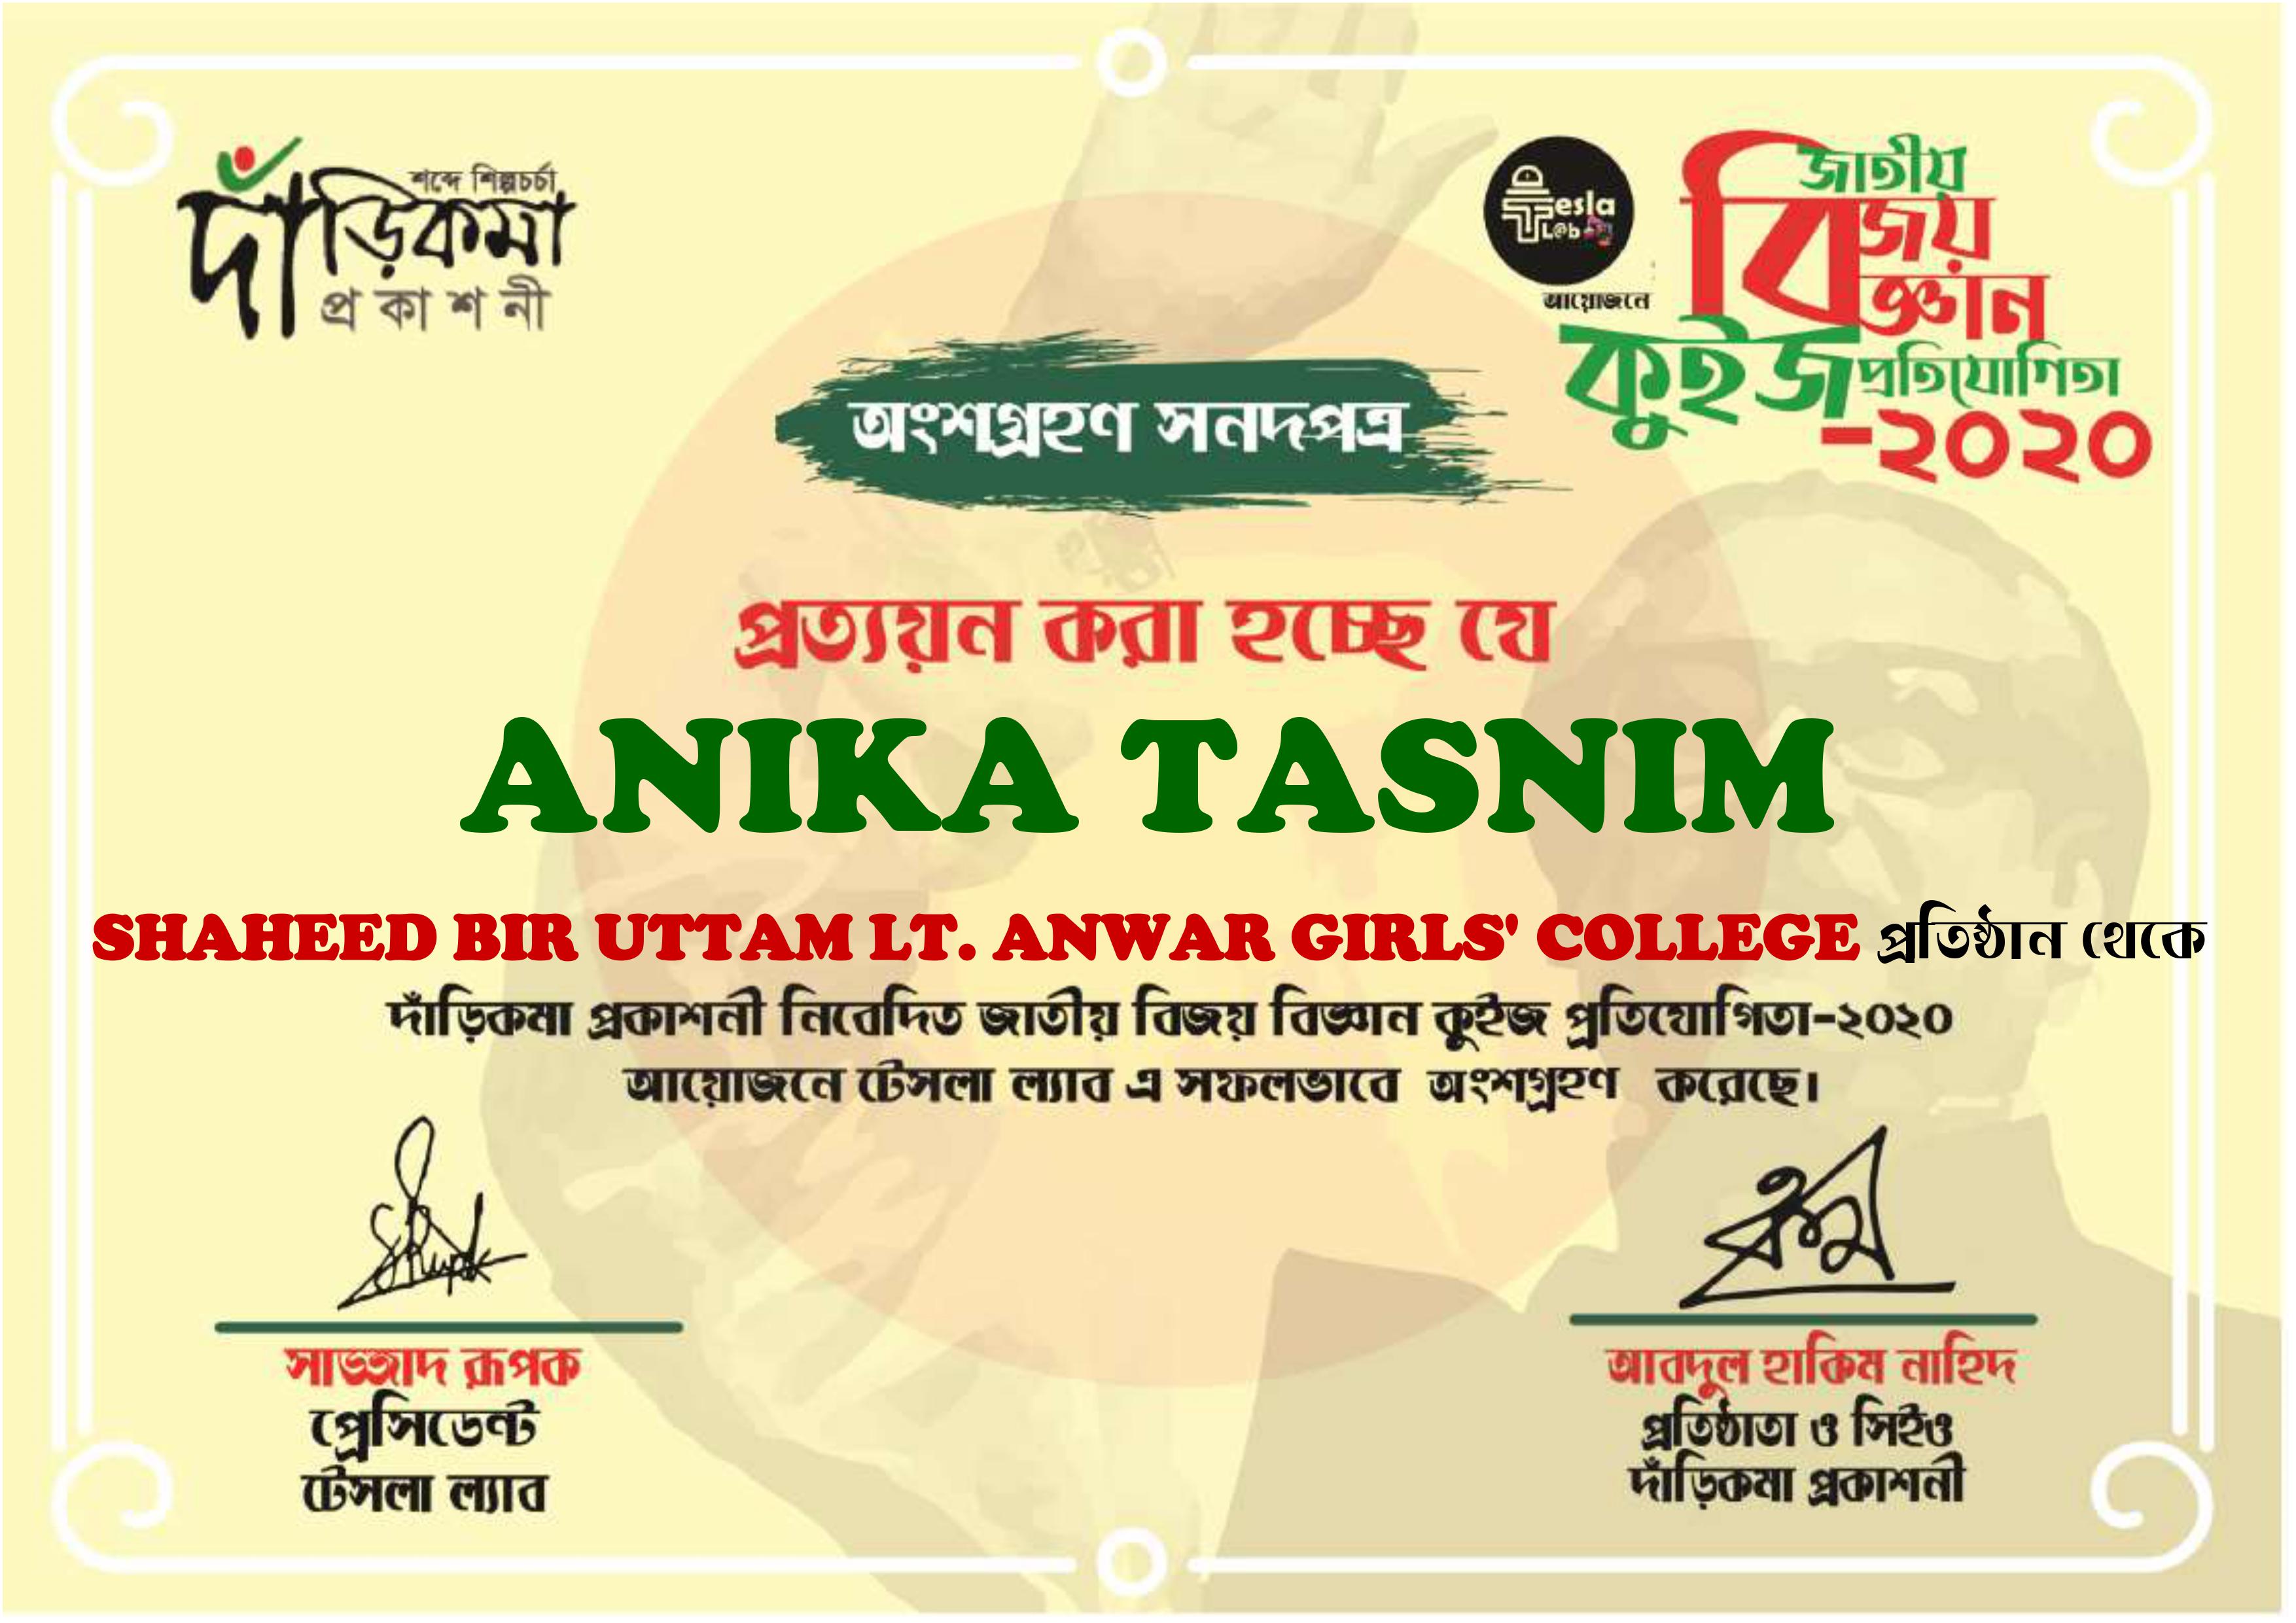 শব্দে শিল্পচর্চা
দাঁড়িকমা
প্রকাশনী
Tesla
L@b
আয়োজনে
জাতীয়
বিজয়
বিজ্ঞান
কুইজ প্রতিযোগিতা
-২০২০
অংশগ্রহণ সনদপত্র
প্রত্যয়ন করা হচ্ছে যে
ANIKA TASNIM
SHAHEED BIR UTTAM LT. ANWAR GIRLS' COLLEGE প্রতিষ্ঠান থেকে
দাঁড়িকমা প্রকাশনী নিবেদিত জাতীয় বিজয় বিজ্ঞান কুইজ প্রতিযোগিতা-২০২০
আয়োজনে টেসলা ল্যাব এ সফলভাবে অংশগ্রহণ করেছে।
সাজ্জাদ রূপক
প্রেসিডেন্ট
টেসলা ল্যাব
আবদুল হাকিম নাহিদ
প্রতিষ্ঠাতা ও সিইও
দাঁড়িকমা প্রকাশনী